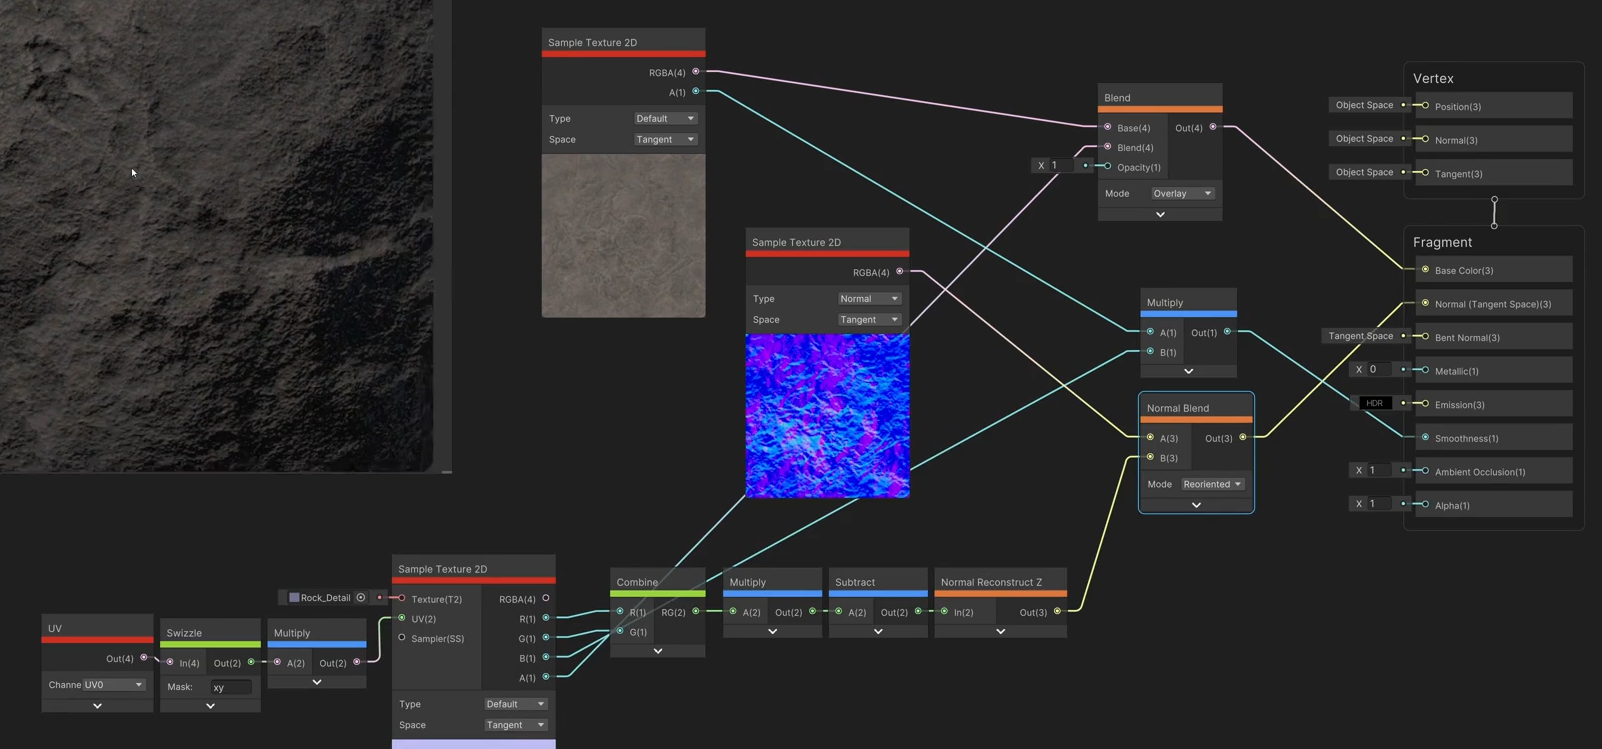 Sample Texture 2D
RGBA(4)
A(1)
Type Default
Space Tangent
Sample Texture 2D
RGBA(4)
Type Normal
Space Tangent
Blend
Base(4) Out(4)
Blend(4)
X 1 Opacity(1)
Mode Overlay
Multiply
A(1) Out(1)
B(1)
Normal Blend
A(3) Out(3)
B(3)
Mode Reoriented
Vertex
Object Space Position(3)
Object Space Normal(3)
Object Space Tangent(3)
Fragment
Base Color(3)
Normal (Tangent Space)(3)
Tangent Space Bent Normal(3)
X 0 Metallic(1)
HDR Emission(3)
Smoothness(1)
X 1 Ambient Occlusion(1)
X 1 Alpha(1)
UV
Out(4)
Channe UV0
Swizzle
In(4) Out(2)
Mask: xy
Multiply
A(2) Out(2)
Rock_Detail
Sample Texture 2D
Texture(T2) RGBA(4)
UV(2) R(1)
Sampler(SS) G(1)
B(1)
A(1)
Type Default
Space Tangent
Combine
R(1) RG(2)
G(1)
Multiply
A(2) Out(2)
Subtract
A(2) Out(2)
Normal Reconstruct Z
In(2) Out(3)